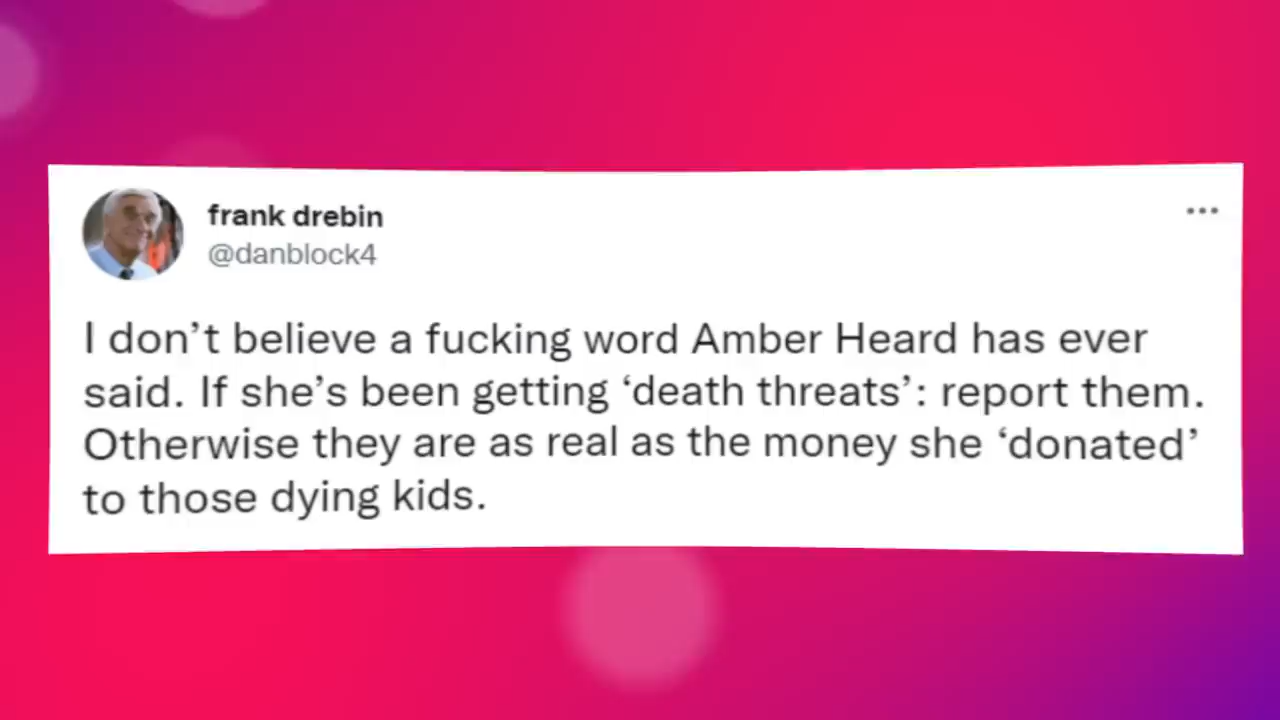 frank drebin
@danblock4
I don’t believe a fucking word Amber Heard has ever
said. If she’s been getting ‘death threats’: report them.
Otherwise they are as real as the money she ‘donated’
to those dying kids.